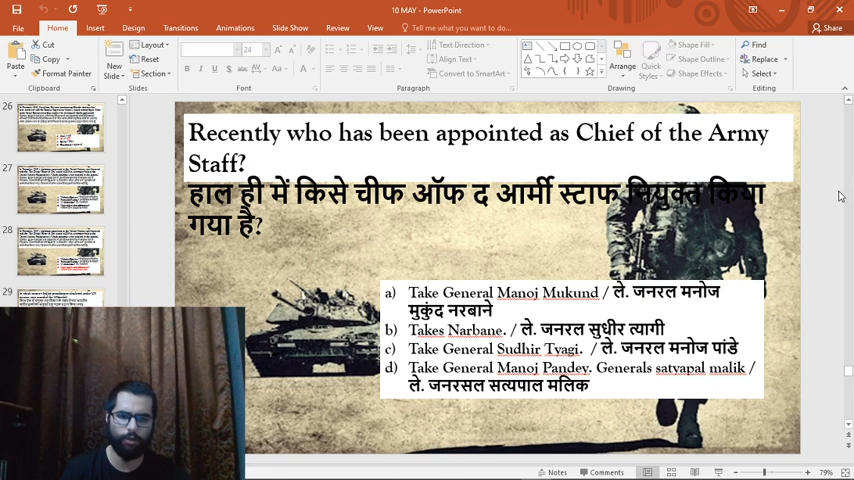 10 MAY - PowerPoint
File Home Insert Design Transitions Animations Slide Show Review View Tell me what you want to do... Share
Cut Layout Text Direction Shape Fill Find
Copy Reset 24 Align Text Shape Outline Replace
Paste Format Painter New Slide Section Convert to SmartArt Arrange Quick Styles Shape Effects Select
Clipboard Slides Font Paragraph Drawing Editing
26
27
28
29
Recently who has been appointed as Chief of the Army
Staff?
हाल ही में किसे चीफ ऑफ द आर्मी स्टाफ नियुक्त किया
गया है?
a) Take General Manoj Mukund / ले. जनरल मनोज
मुकुंद नरबाने
b) Takes Narbane. / ले. जनरल सुधीर त्यागी
c) Take General Sudhir Tyagi. / ले. जनरल मनोज पांडे
d) Take General Manoj Pandey. Generals satyapal malik /
ले. जनरसल सत्यपाल मलिक
Notes Comments 79%